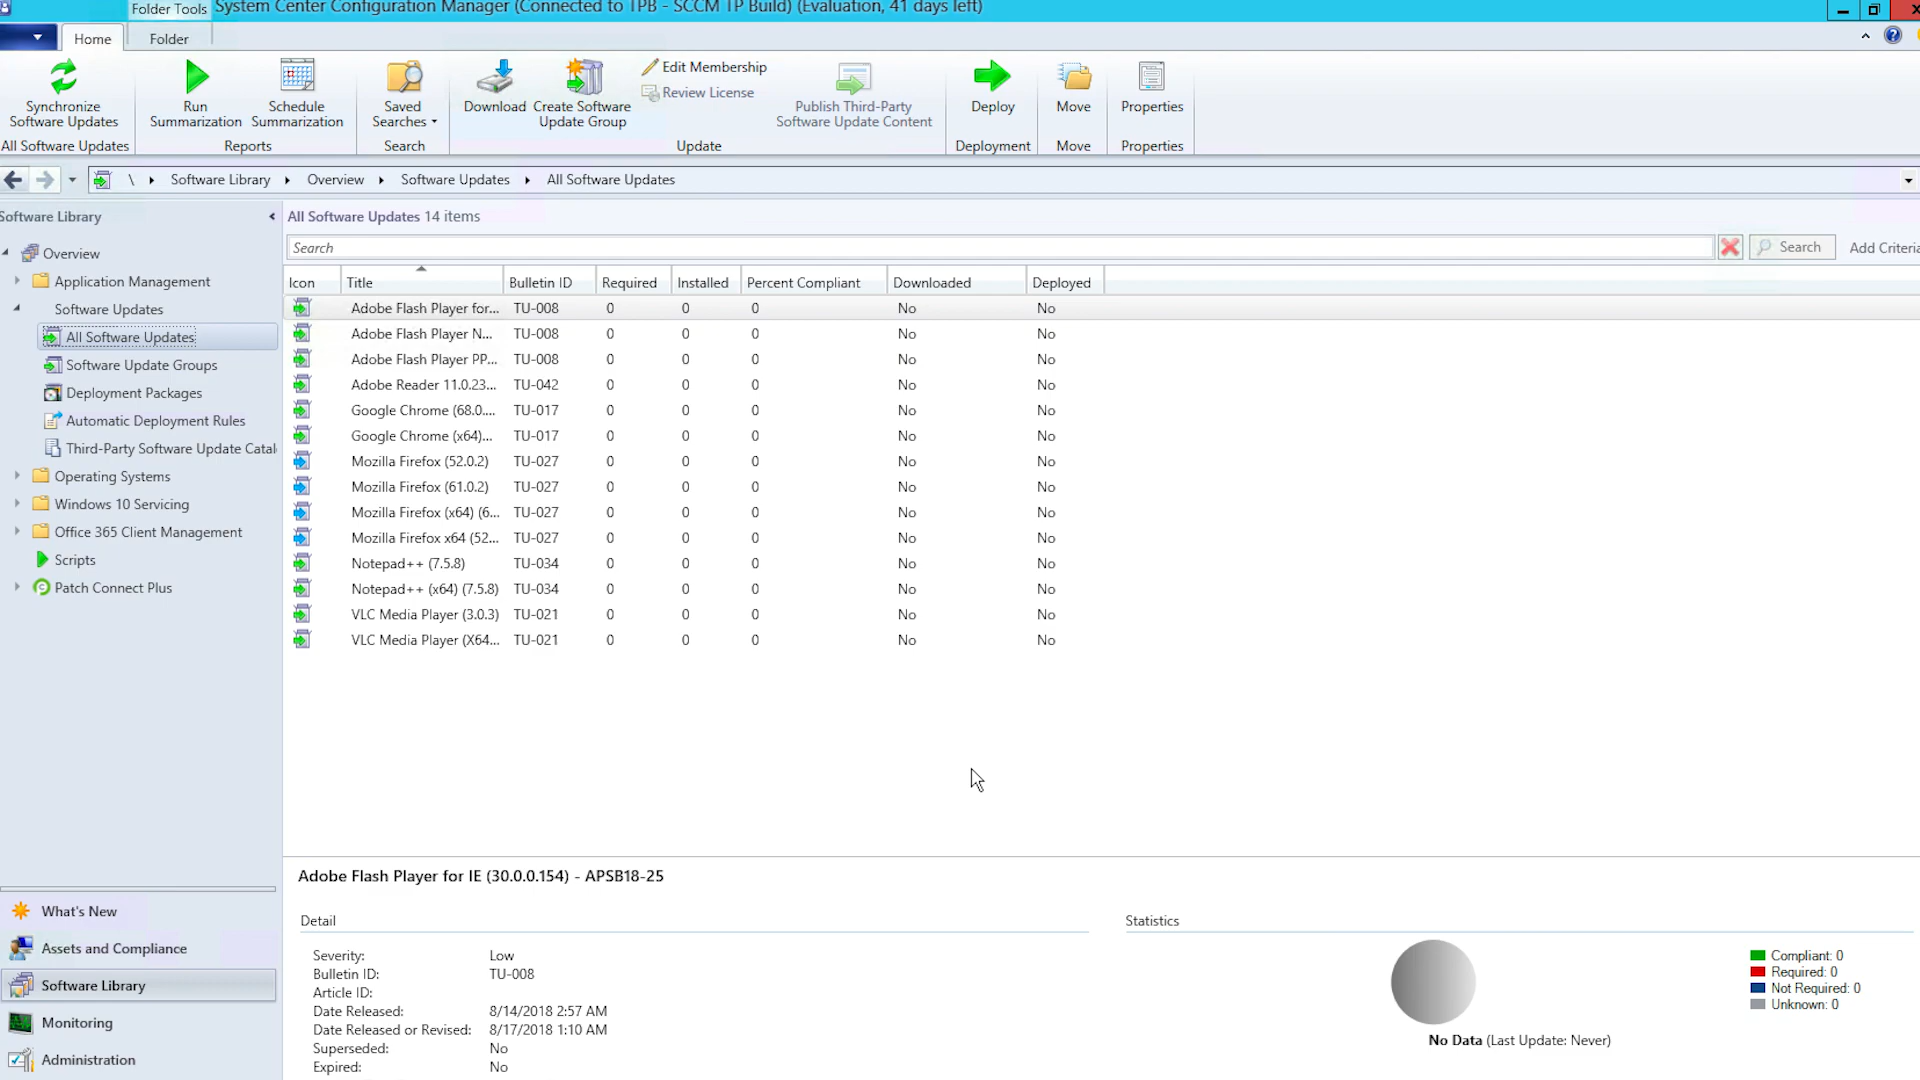 Folder Tools System Center Configuration Manager (Connected to TPB - SCCM TP Build) (Evaluation, 41 days left)
Home Folder
Synchronize Software Updates
Run Summarization
Schedule Summarization
Saved Searches
Download
Create Software Update Group
Edit Membership
Review License
Publish Third-Party Software Update Content
Deploy
Move
Properties
All Software Updates Reports Search Update Deployment Move Properties
\ Software Library Overview Software Updates All Software Updates
Software Library
Overview
Application Management
Software Updates
All Software Updates
Software Update Groups
Deployment Packages
Automatic Deployment Rules
Third-Party Software Update Catal
Operating Systems
Windows 10 Servicing
Office 365 Client Management
Scripts
Patch Connect Plus
What's New
Assets and Compliance
Software Library
Monitoring
Administration
All Software Updates 14 items
Search Search Add Criteria
Icon Title Bulletin ID Required Installed Percent Compliant Downloaded Deployed
Adobe Flash Player for... TU-008 0 0 0 No No
Adobe Flash Player N... TU-008 0 0 0 No No
Adobe Flash Player PP... TU-008 0 0 0 No No
Adobe Reader 11.0.23... TU-042 0 0 0 No No
Google Chrome (68.0.... TU-017 0 0 0 No No
Google Chrome (x64)... TU-017 0 0 0 No No
Mozilla Firefox (52.0.2) TU-027 0 0 0 No No
Mozilla Firefox (61.0.2) TU-027 0 0 0 No No
Mozilla Firefox (x64) (6... TU-027 0 0 0 No No
Mozilla Firefox x64 (52... TU-027 0 0 0 No No
Notepad++ (7.5.8) TU-034 0 0 0 No No
Notepad++ (x64) (7.5.8) TU-034 0 0 0 No No
VLC Media Player (3.0.3) TU-021 0 0 0 No No
VLC Media Player (X64... TU-021 0 0 0 No No
Adobe Flash Player for IE (30.0.0.154) - APSB18-25
Detail
Severity: Low
Bulletin ID: TU-008
Article ID:
Date Released: 8/14/2018 2:57 AM
Date Released or Revised: 8/17/2018 1:10 AM
Superseded: No
Expired: No
Statistics
Compliant: 0
Required: 0
Not Required: 0
Unknown: 0
No Data (Last Update: Never)